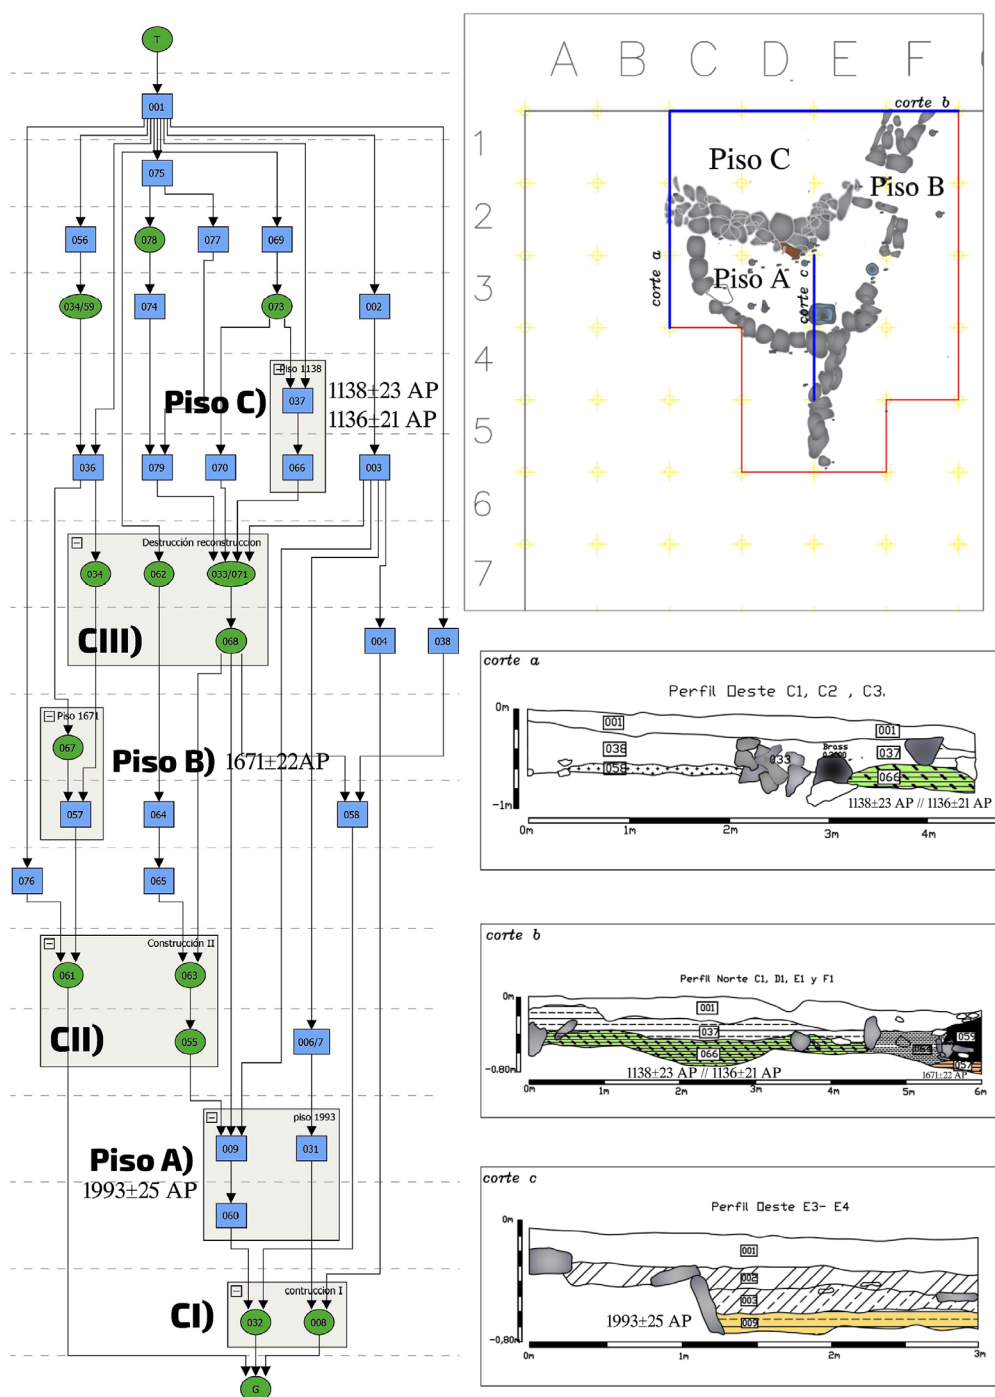 T
001
075
056
078
077
069
034/59
074
073
002
Piso 1138
Piso C)
037
1138±23 AP
1136±21 AP
036
079
070
066
003
Destrucción reconstruccion
034
062
033/071
CIII)
068
004
038
Piso 1671
067
Piso B)
1671±22AP
057
064
058
076
065
Construcción II
061
063
CII)
055
006/7
piso 1993
Piso A)
009
031
1993±25 AP
060
contruccion I
CI)
032
008
G
A B C D E F
corte b
1
Piso C
Piso B
2
corte a
Piso A
corte c
3
4
5
6
7
corte a
Perfil Oeste C1, C2 , C3.
0m
001
001
038
Brass
0.3000
037
033
058
066
-1m
1138±23 AP // 1136±21 AP
0m 1m 2m 3m 4m
corte b
Perfil Norte C1, D1, E1 y F1
0m
001
037
059
066
064
057
-0.80m
1138±23 AP // 1136±21 AP
1671±22 AP
0m 1m 2m 3m 4m 5m 6m
corte c
Perfil Oeste E3- E4
0m
001
002
003
1993±25 AP
009
-0,80m
0m 1m 2m 3m